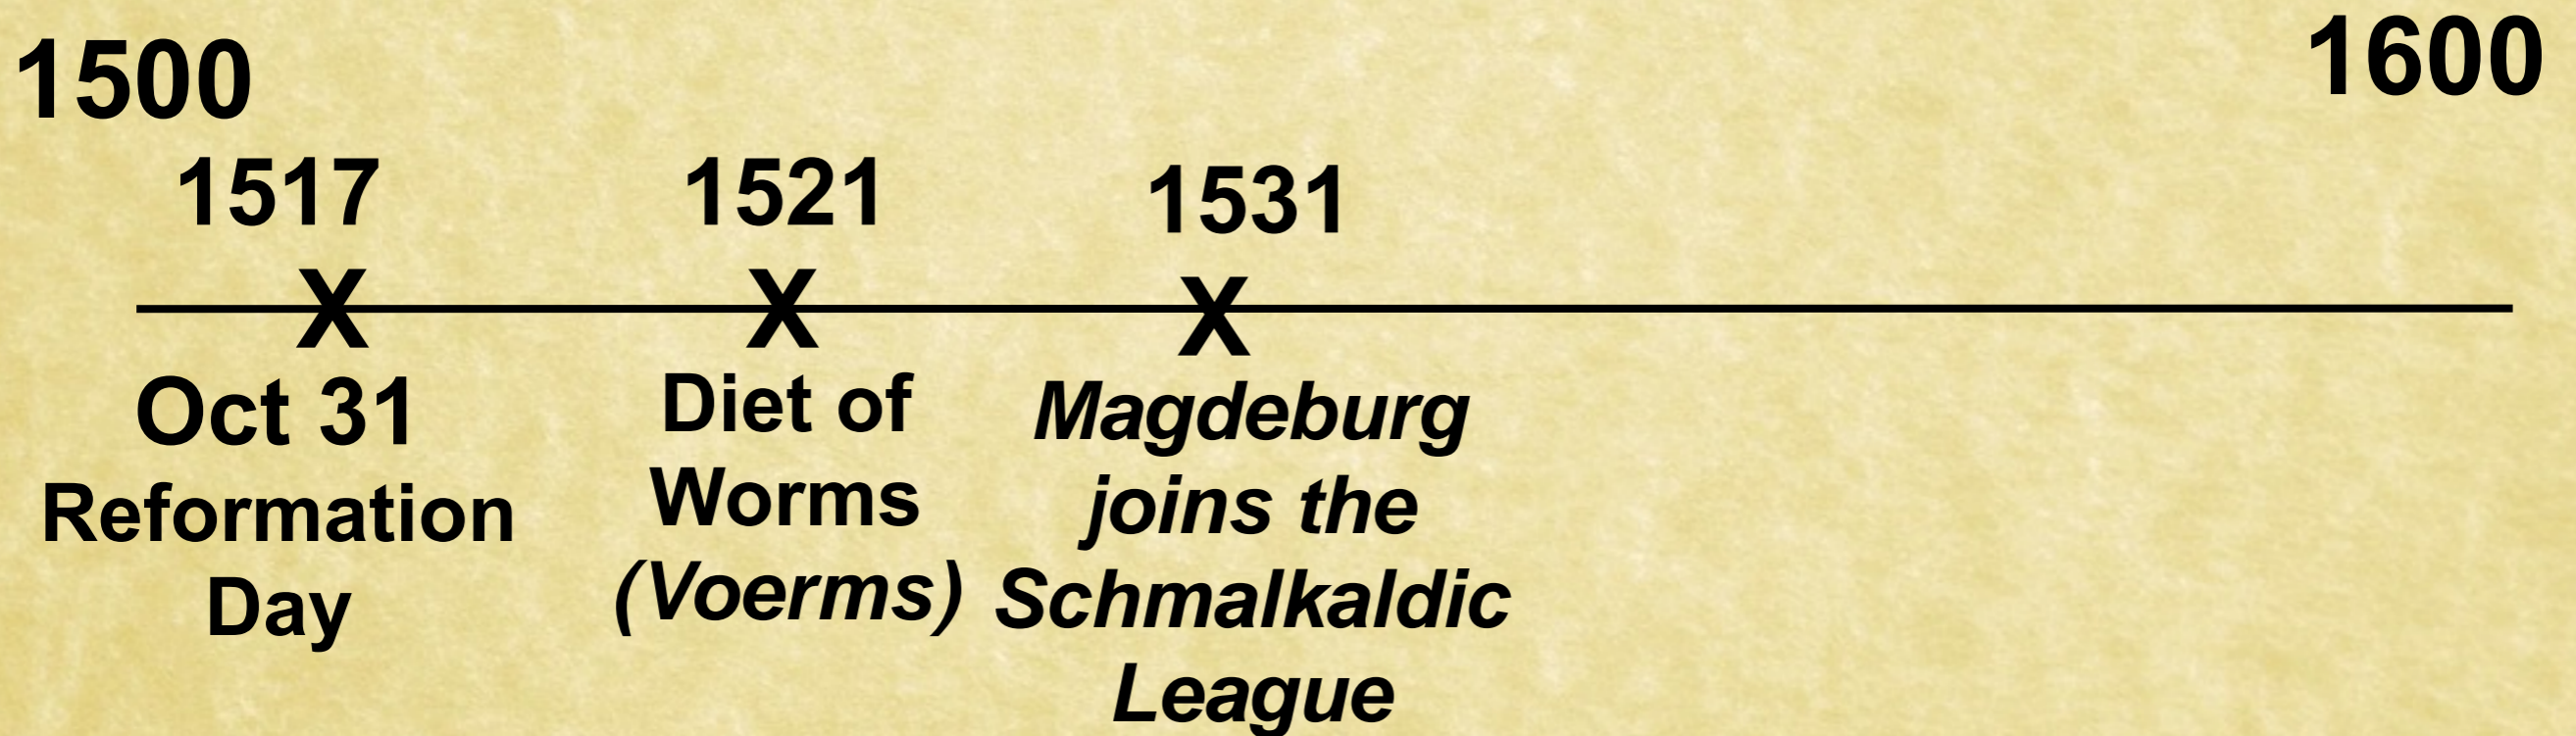 1500
1600
1517
1521
1531
X
X
X
Oct 31
Reformation
Day
Diet of
Worms
(Voerms)
Magdeburg
joins the
Schmalkaldic
League